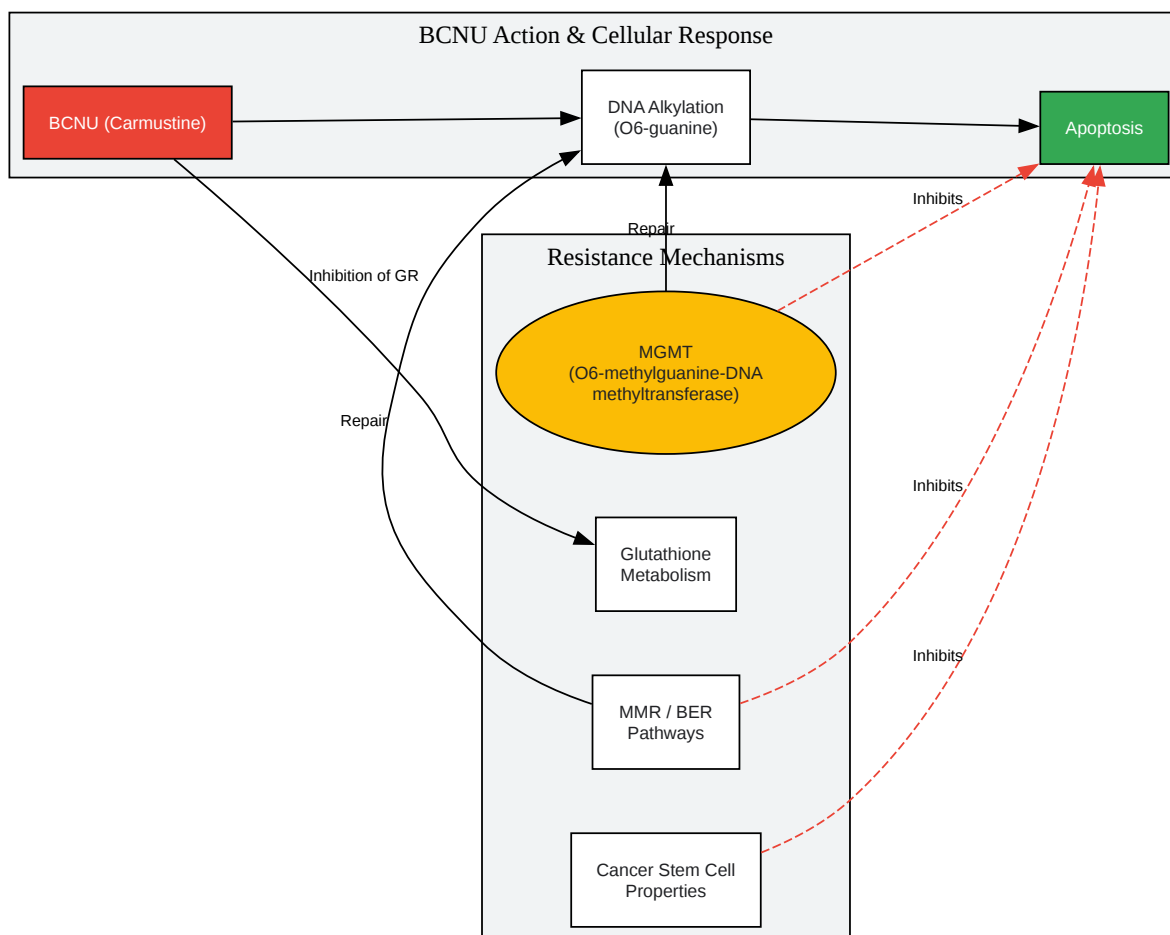 BCNU Action & Cellular Response
BCNU (Carmustine)
DNA Alkylation
(O6-guanine)
Apoptosis
Inhibits
Repair
Resistance Mechanisms
Inhibition of GR
MGMT
(O6-methylguanine-DNA
methyltransferase)
Repair
Inhibits
Glutathione
Metabolism
Inhibits
MMR / BER
Pathways
Cancer Stem Cell
Properties